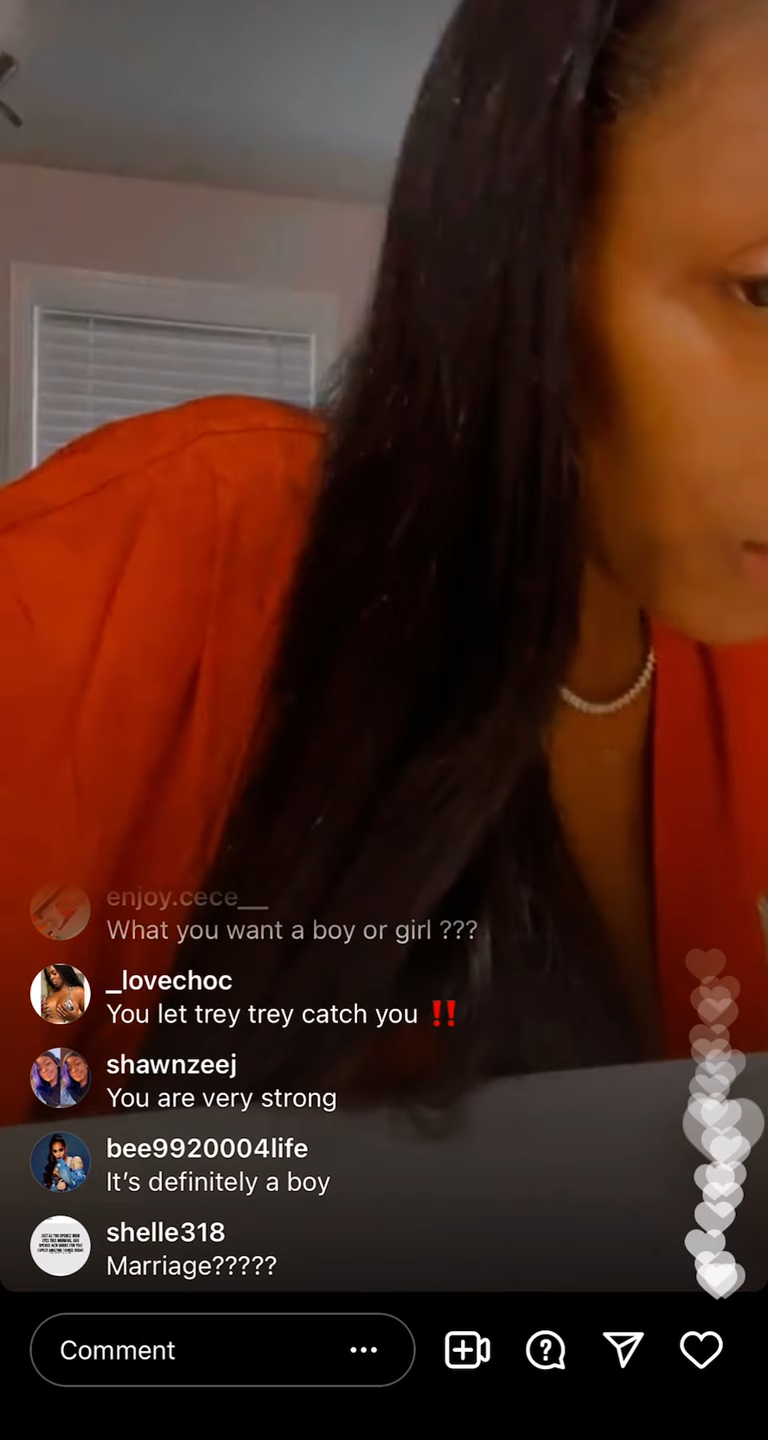 enjoy.cece__
What you want a boy or girl ???
_lovechoc
You let trey trey catch you ‼️
shawnzeej
You are very strong
bee9920004life
It’s definitely a boy
shelle318
Marriage?????
Comment